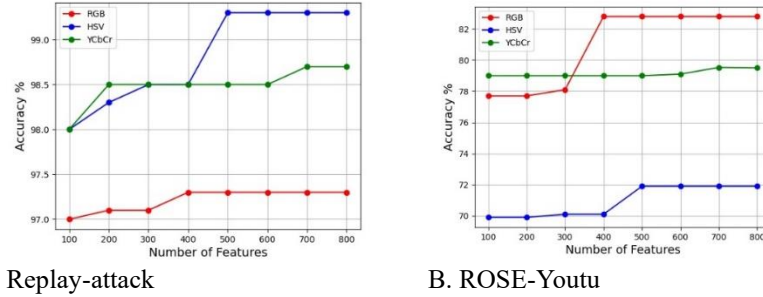 RGB
HSV
YCbCr
99.0
98.5
98.0
97.5
97.0
Accuracy %
100 200 300 400 500 600 700 800
Number of Features
Replay-attack
RGB
HSV
YCbCr
82
80
78
76
74
72
70
Accuracy %
100 200 300 400 500 600 700 800
Number of Features
B. ROSE-Youtu